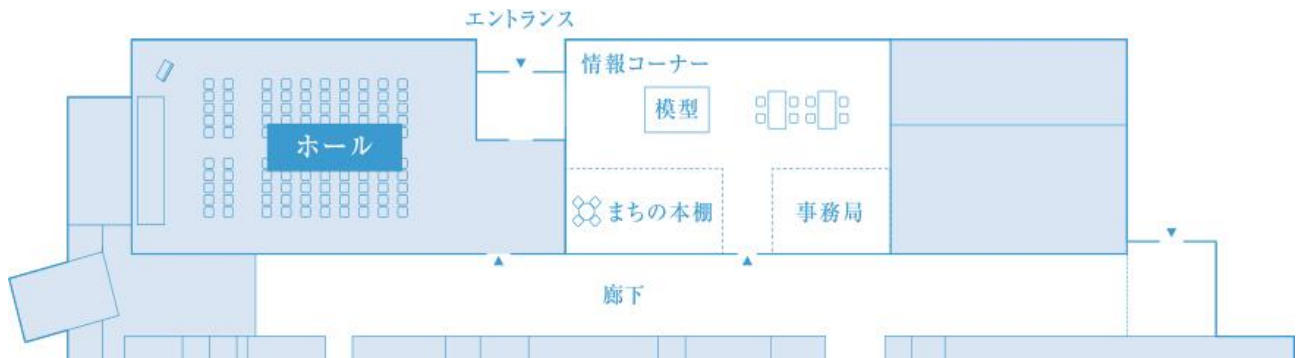 エントランス
情報コーナー
模型
ホール
まちの本棚
事務局
廊下